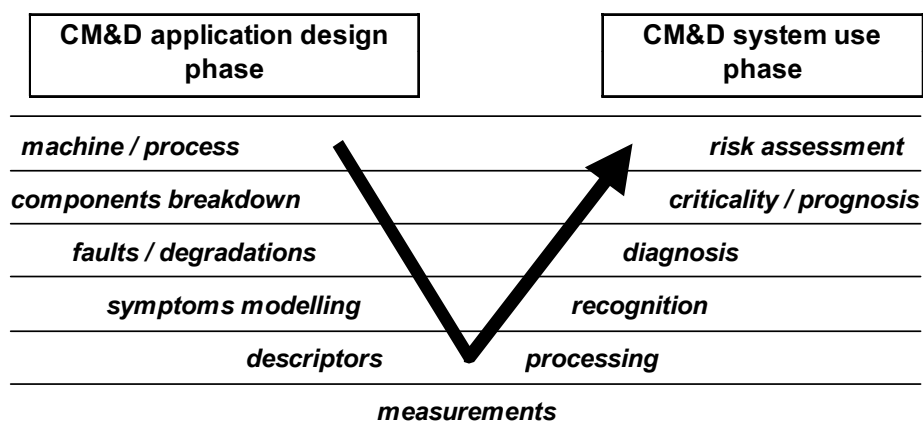 CM&D application design
phase
CM&D system use
phase
machine / process
risk assessment
components breakdown
criticality / prognosis
faults / degradations
diagnosis
symptoms modelling
recognition
descriptors
processing
measurements